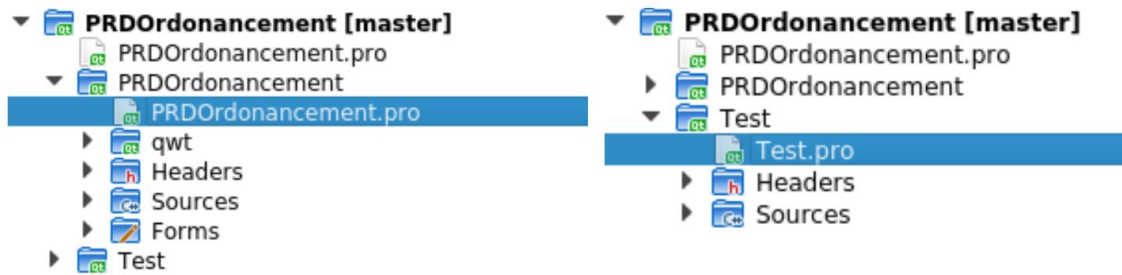 PRDOrdonancement [master]
PRDOrdonancement.pro
PRDOrdonancement
PRDOrdonancement.pro
qwt
Headers
Sources
Forms
Test
PRDOrdonancement [master]
PRDOrdonancement.pro
PRDOrdonancement
Test
Test.pro
Headers
Sources